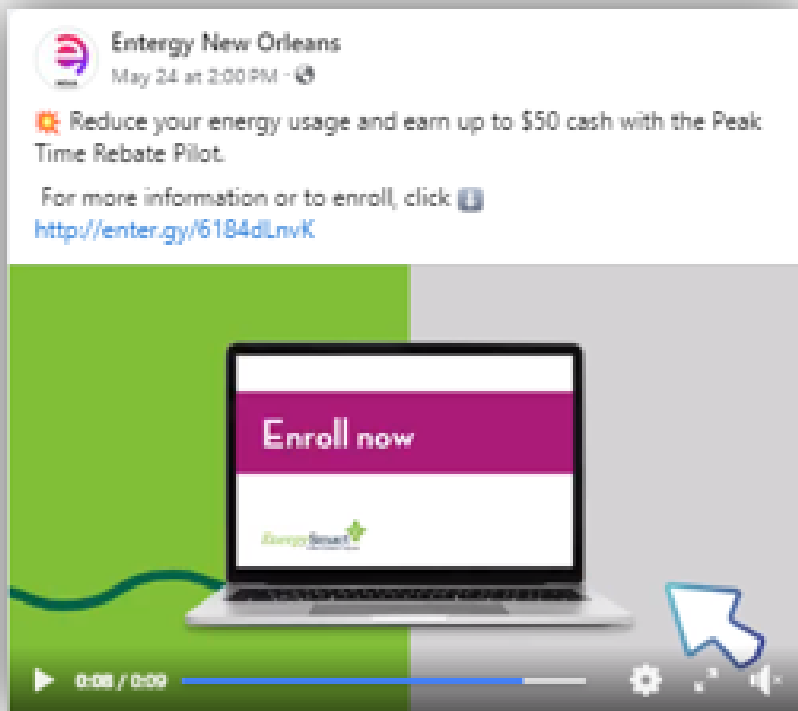 Entergy New Orleans
May 24 at 2:00 PM ·
Reduce your energy usage and earn up to $50 cash with the Peak
Time Rebate Pilot.
For more information or to enroll, click
http://enter.gy/6184dLnvK
Enroll now
EnergySmart
0:08 / 0:09